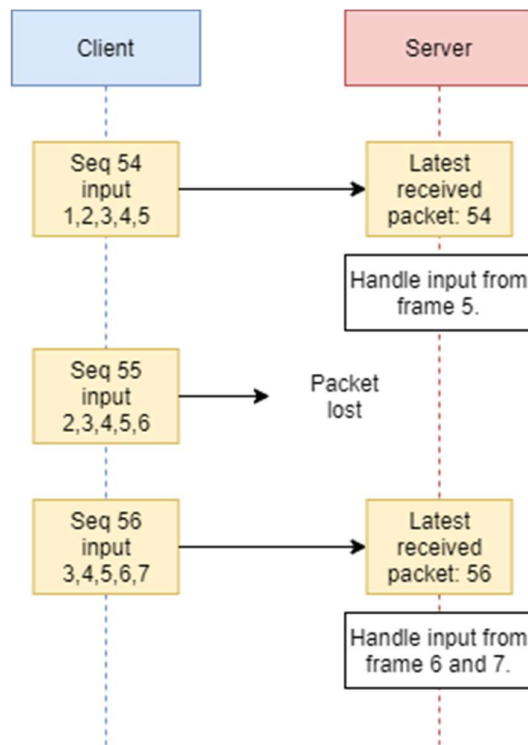 Client
Server
Seq 54
input
1,2,3,4,5
Latest
received
packet: 54
Handle input from
frame 5.
Seq 55
input
2,3,4,5,6
Packet
lost
Seq 56
input
3,4,5,6,7
Latest
received
packet: 56
Handle input from
frame 6 and 7.